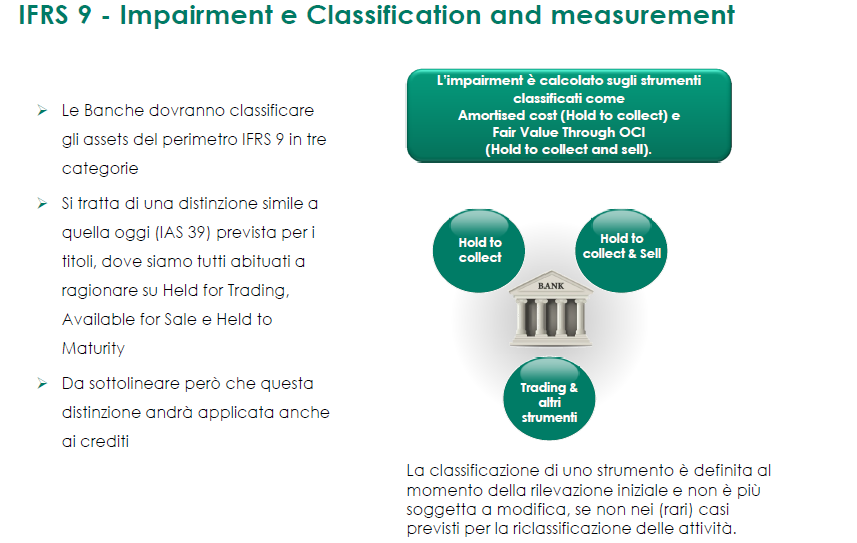 IFRS 9 - Impairment e Classification and measurement
Le Banche dovranno classificare
gli assets del perimetro IFRS 9 in tre
categorie
Si tratta di una distinzione simile a
quella oggi (IAS 39) prevista per i
titoli, dove siamo tutti abituati a
ragionare su Held for Trading,
Available for Sale e Held to
Maturity
Da sottolineare però che questa
distinzione andrà applicata anche
ai crediti
L'impairment è calcolato sugli strumenti
classificati come
Amortised cost (Hold to collect) e
Fair Value Through OCI
(Hold to collect and sell).
Hold to
collect
Hold to
collect & Sell
BANK
Trading &
altri
strumenti
La classificazione di uno strumento è definita al
momento della rilevazione iniziale e non è più
soggetta a modifica, se non nei (rari) casi
previsti per la riclassificazione delle attività.